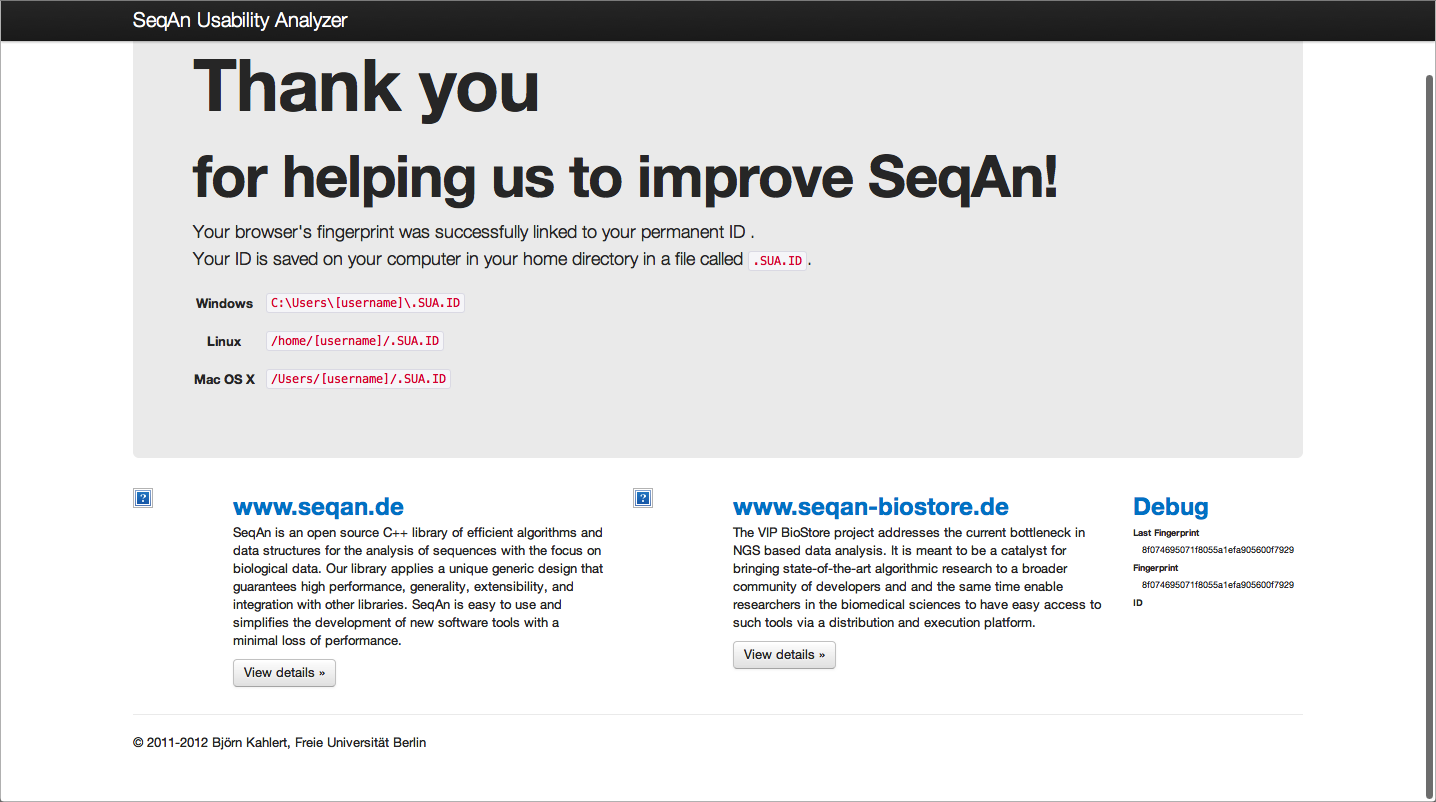 SeqAn Usability Analyzer
Thank you
for helping us to improve SeqAn!
Your browser's fingerprint was successfully linked to your permanent ID .
Your ID is saved on your computer in your home directory in a file called .SUA.ID.
Windows C:\Users\[username]\.SUA.ID
Linux /home/[username]/.SUA.ID
Mac OS X /Users/[username]/.SUA.ID
www.seqan.de
SeqAn is an open source C++ library of efficient algorithms and
data structures for the analysis of sequences with the focus on
biological data. Our library applies a unique generic design that
guarantees high performance, generality, extensibility, and
integration with other libraries. SeqAn is easy to use and
simplifies the development of new software tools with a
minimal loss of performance.
View details »
www.seqan-biostore.de
The VIP BioStore project addresses the current bottleneck in
NGS based data analysis. It is meant to be a catalyst for
bringing state-of-the-art algorithmic research to a broader
community of developers and and the same time enable
researchers in the biomedical sciences to have easy access to
such tools via a distribution and execution platform.
View details »
Debug
Last Fingerprint
8f074695071f8055a1efa905600f7929
Fingerprint
8f074695071f8055a1efa905600f7929
ID
© 2011-2012 Björn Kahlert, Freie Universität Berlin